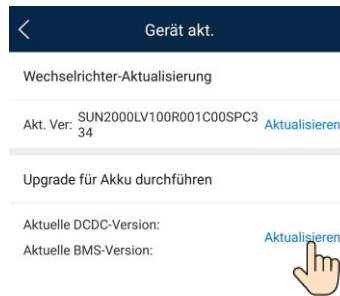 Gerät akt.
Wechselrichter-Aktualisierung
Akt. Ver: SUN2000LV100R001C00SPC3 Aktualisieren
34
Upgrade für Akku durchführen
Aktuelle DCDC-Version:
Aktualisieren
Aktuelle BMS-Version: